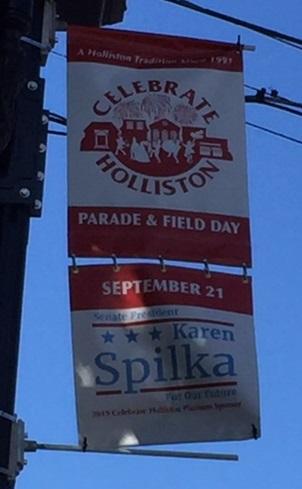 A Holliston Tradition Since 1991
CELEBRATE
HOLLISTON
PARADE & FIELD DAY
SEPTEMBER 21
Senate President
Karen
Spilka
For Our Future
2019 Celebrate Holliston Platinum Sponsor